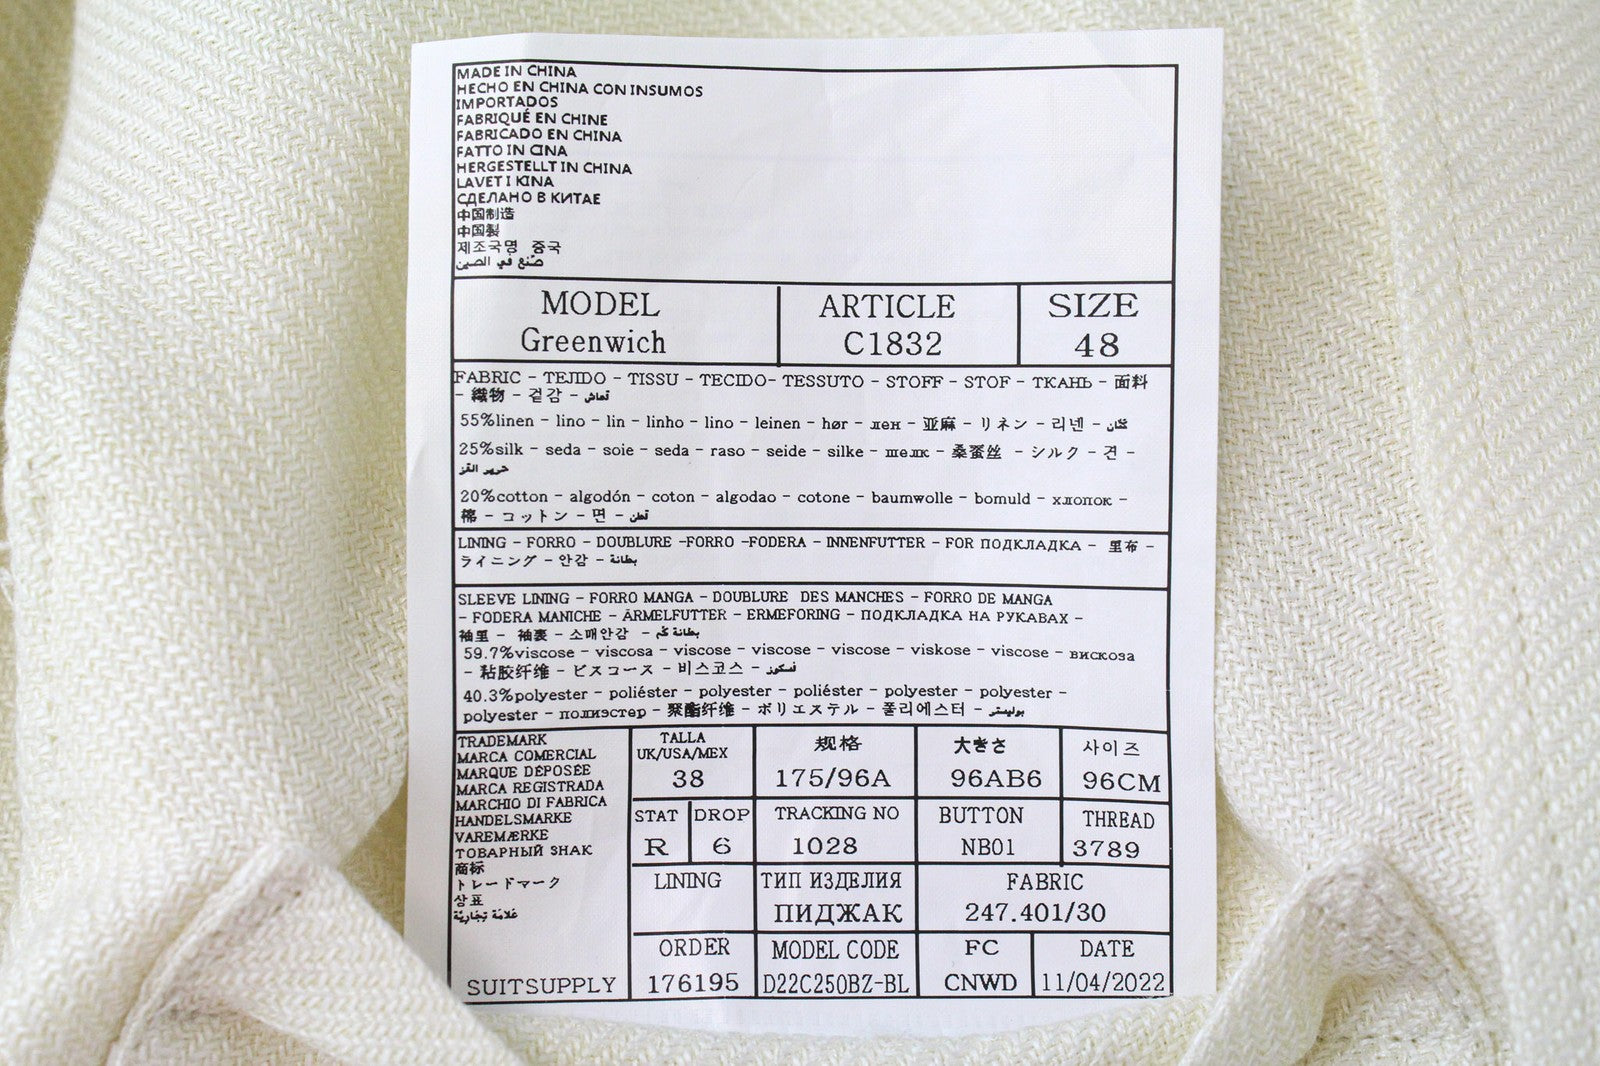 MADE IN CHINA
HECHO EN CHINA CON INSUMOS
IMPORTADOS
FABRIQUÉ EN CHINE
FABRICADO EN CHINA
FATTO IN CINA
HERGESTELLT IN CHINA
LAVET I KINA
СДЕЛАНО В КИТАЕ
中国制造
中国製
제조국명 중국
صنع في الصين
MODEL
Greenwich
ARTICLE
C1832
SIZE
48
FABRIC - TEJIDO - TISSU - TECIDO- TESSUTO - STOFF - STOF - ТКАНЬ - 面料
- 織物 - 겉감 - قماش
55%linen - lino - lin - linho - lino - leinen - hør - лен - 亚麻 - リネン - 리넨 - كتان
25%silk - seda - soie - seda - raso - seide - silke - шелк - 桑蚕丝 - シルク - 견 -
حرير القز
20%cotton - algodón - coton - algodao - cotone - baumwolle - bomuld - хлопок -
棉 - コットン - 면 - قطن
LINING - FORRO - DOUBLURE -FORRO -FODERA - INNENFUTTER - FOR ПОДКЛАДКА - 里布 -
ライニング - 안감 - بطانة
SLEEVE LINING - FORRO MANGA - DOUBLURE DES MANCHES - FORRO DE MANGA
- FODERA MANICHE - ÄRMELFUTTER - ERMEFORING - ПОДКЛАДКА НА РУКАВАХ -
袖里 - 袖裏 - 소매안감 - بطانة كم
59.7%viscose - viscosa - viscose - viscose - viscose - viskose - viscose - вискоза
- 粘胶纤维 - ビスコース - 비스코스 - فسكوز
40.3%polyester - poliéster - polyester - poliéster - polyester - polyester -
polyester - полиэстер - 聚酯纤维 - ポリエステル - 폴리에스터 - بوليستر
TRADEMARK
MARCA COMERCIAL
MARQUE DÉPOSÉE
MARCA REGISTRADA
MARCHIO DI FABRICA
HANDELSMARKE
VAREMÆRKE
ТОВАРНЫЙ ЗНАК
商标
トレードマーク
상표
علامة تجارية
SUITSUPPLY
TALLA
UK/USA/MEX
38
规格
175/96A
大きさ
96AB6
사이즈
96CM
STAT
R
DROP
6
TRACKING NO
1028
BUTTON
NB01
THREAD
3789
LINING
ТИП ИЗДЕЛИЯ
ПИДЖАК
FABRIC
247.401/30
ORDER
176195
MODEL CODE
D22C250BZ-BL
FC
CNWD
DATE
11/04/2022